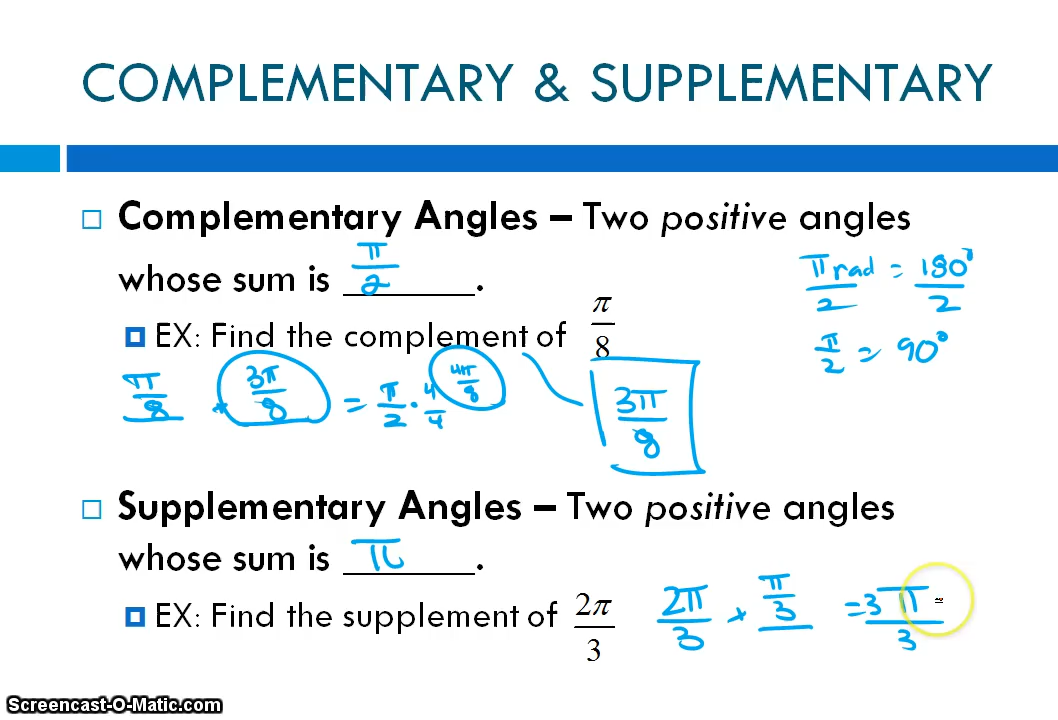 COMPLEMENTARY & SUPPLEMENTARY
Complementary Angles – Two positive angles
whose sum is π/2.
π rad/2 = 180°/2
π/2 = 90°
EX: Find the complement of π/8
π/8 + 3π/8 = π/2 · 4/4 4π/8
3π/8
Supplementary Angles – Two positive angles
whose sum is π.
EX: Find the supplement of 2π/3
2π/3 + π/3 = 3π/3
Screencast-O-Matic.com